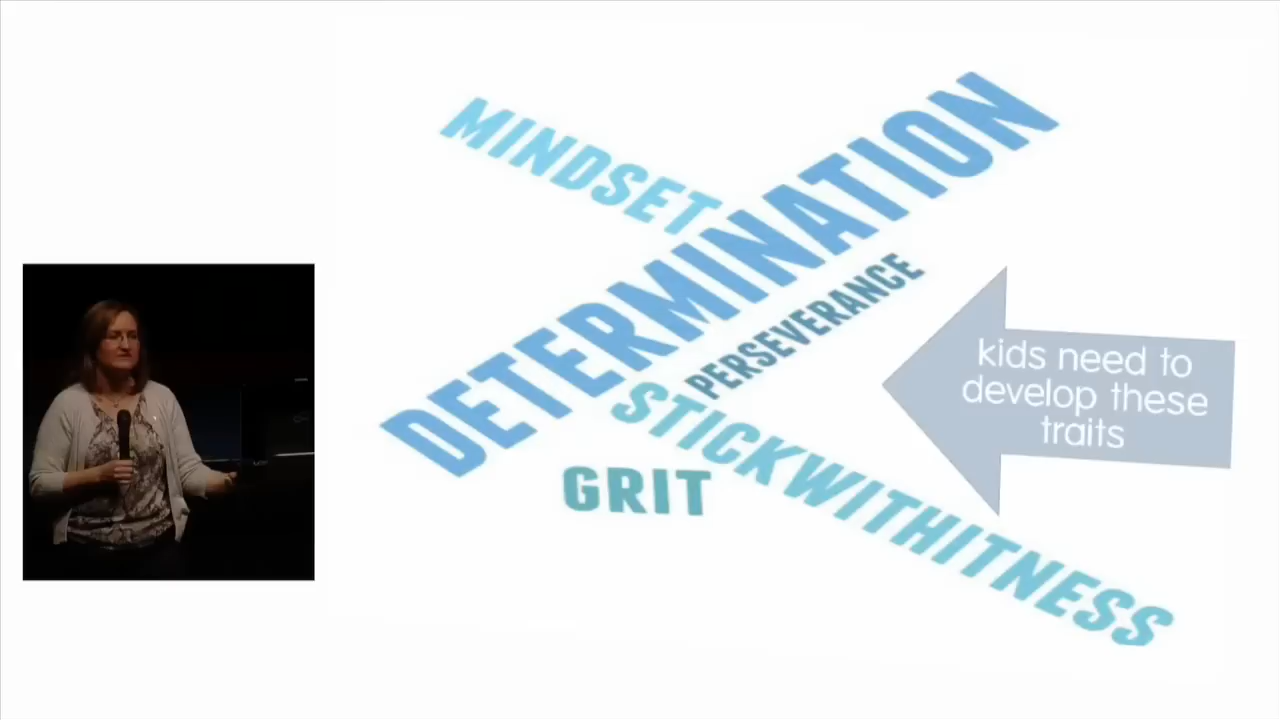 MINDSET
DETERMINATION
PERSEVERANCE
STICKWITHITNESS
GRIT
kids need to
develop these
traits